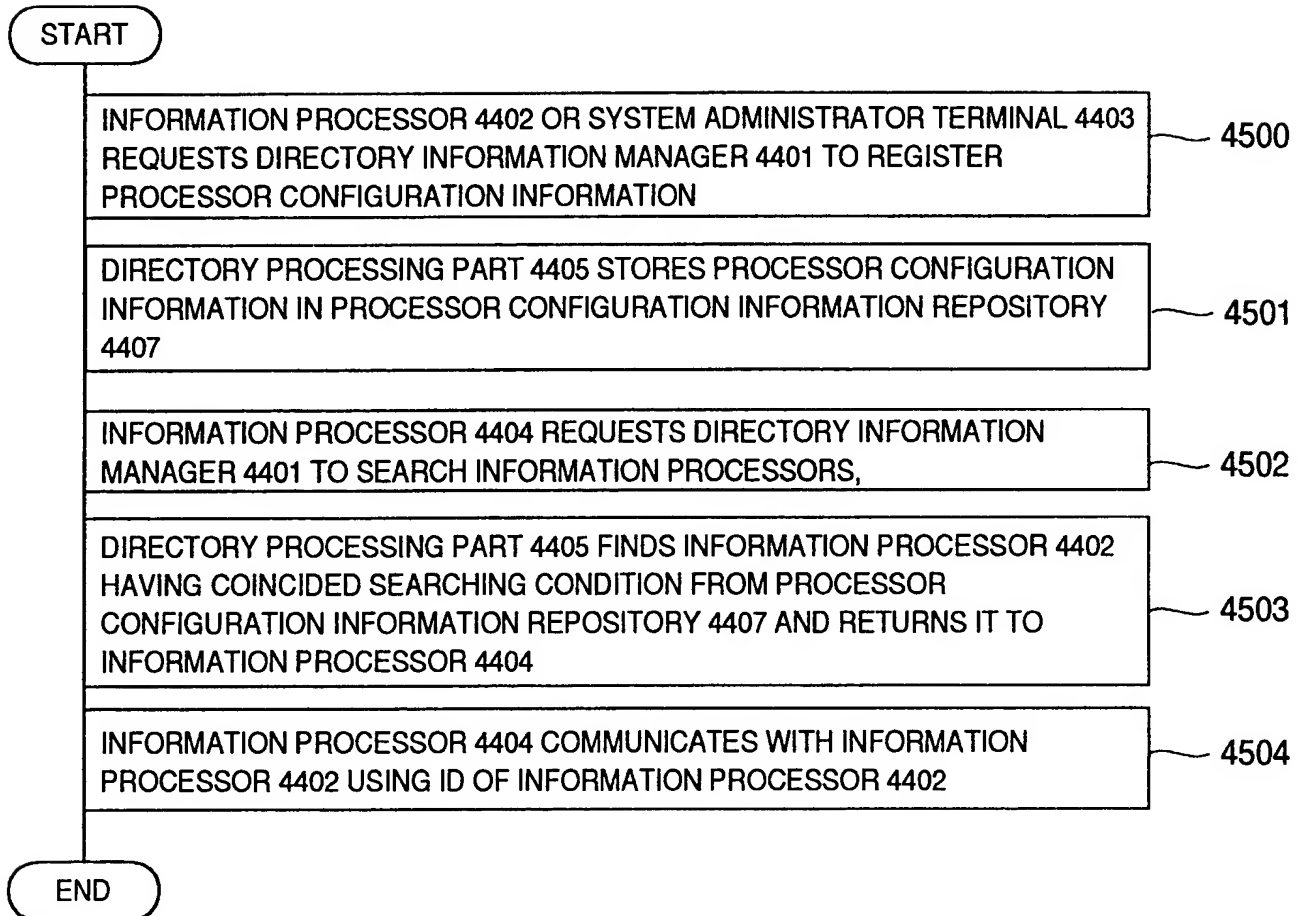 START
INFORMATION PROCESSOR 4402 OR SYSTEM ADMINISTRATOR TERMINAL 4403
REQUESTS DIRECTORY INFORMATION MANAGER 4401 TO REGISTER
PROCESSOR CONFIGURATION INFORMATION
4500
DIRECTORY PROCESSING PART 4405 STORES PROCESSOR CONFIGURATION
INFORMATION IN PROCESSOR CONFIGURATION INFORMATION REPOSITORY
4407
4501
INFORMATION PROCESSOR 4404 REQUESTS DIRECTORY INFORMATION
MANAGER 4401 TO SEARCH INFORMATION PROCESSORS,
4502
DIRECTORY PROCESSING PART 4405 FINDS INFORMATION PROCESSOR 4402
HAVING COINCIDED SEARCHING CONDITION FROM PROCESSOR
CONFIGURATION INFORMATION REPOSITORY 4407 AND RETURNS IT TO
INFORMATION PROCESSOR 4404
4503
INFORMATION PROCESSOR 4404 COMMUNICATES WITH INFORMATION
PROCESSOR 4402 USING ID OF INFORMATION PROCESSOR 4402
4504
END